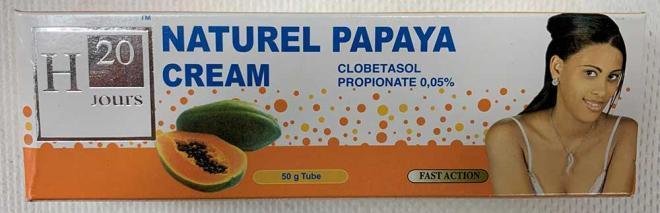 H 20
JOURS
TM
NATUREL PAPAYA
CREAM
CLOBETASOL
PROPIONATE 0,05%
50 g Tube
FAST ACTION